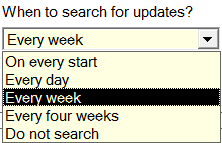 When to search for updates?
Every week
On every start
Every day
Every week
Every four weeks
Do not search